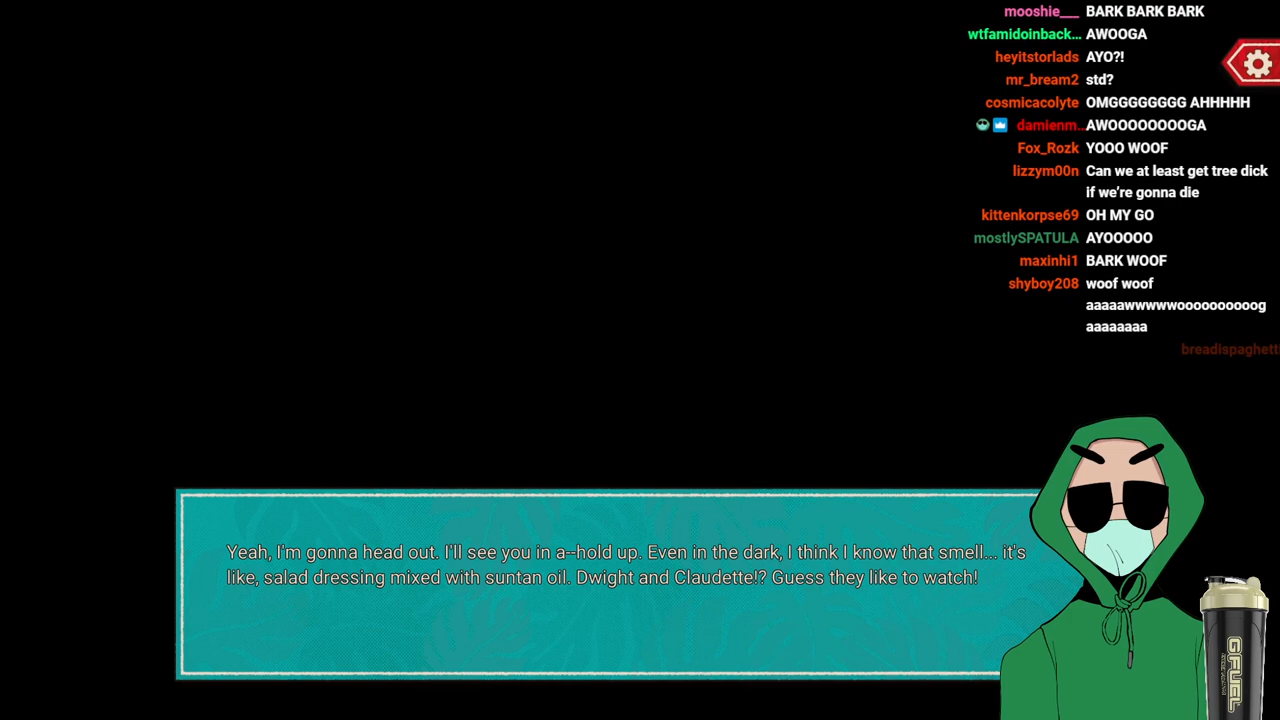 mooshie___ BARK BARK BARK
wtfamidoinback... AWOOGA
heyitstorlads AYO?!
mr_bream2 std?
cosmicacolyte OMGGGGGGGG AHHHHH
damienm... AWOOOOOOOOGA
Fox_Rozk YOOO WOOF
lizzym00n Can we at least get tree dick
if we're gonna die
kittenkorpse69 OH MY GO
mostlySPATULA AYOOOOO
maxinhi1 BARK WOOF
shyboy208 woof woof
aaaaawwwwwoooooooooog
aaaaaaaa
breadispaghett
Yeah, I'm gonna head out. I'll see you in a--hold up. Even in the dark, I think I know that smell... it's
like, salad dressing mixed with suntan oil. Dwight and Claudette!? Guess they like to watch!
GFUEL